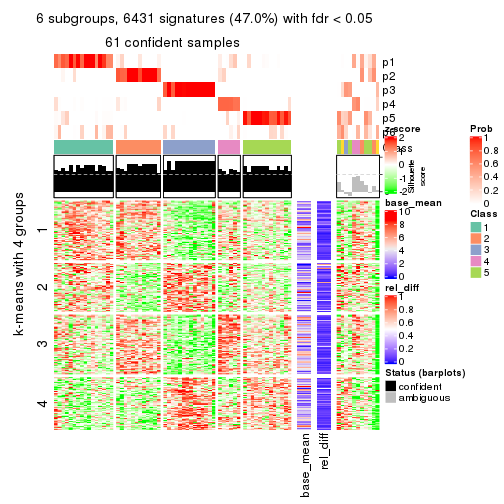 6 subgroups, 6431 signatures (47.0%) with fdr < 0.05
61 confident samples
p1
p2
p3
p4
p5
p6
Class
z-score
2
1
0
-1
-2
Silhouette
score
Prob
1
0.8
0.6
0.4
0.2
0
base_mean
10
8
6
4
2
0
Class
1
2
3
4
5
rel_diff
1
0.8
0.6
0.4
0.2
0
Status (barplots)
confident
ambiguous
k-means with 4 groups
1
2
3
4
base_mean
rel_diff